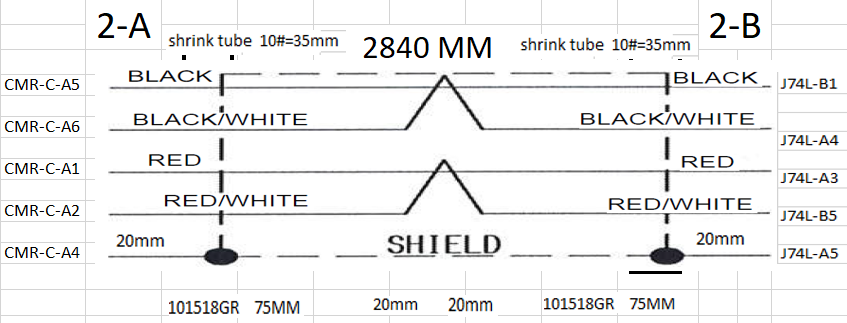 2-A shrink tube 10#=35mm 2840 MM shrink tube 10#=35mm 2-B
CMR-C-A5 BLACK BLACK J74L-B1
CMR-C-A6 BLACK/WHITE BLACK/WHITE J74L-A4
CMR-C-A1 RED RED J74L-A3
CMR-C-A2 RED/WHITE RED/WHITE J74L-B5
CMR-C-A4 20mm SHIELD 20mm J74L-A5
101518GR 75MM 20mm 20mm 101518GR 75MM